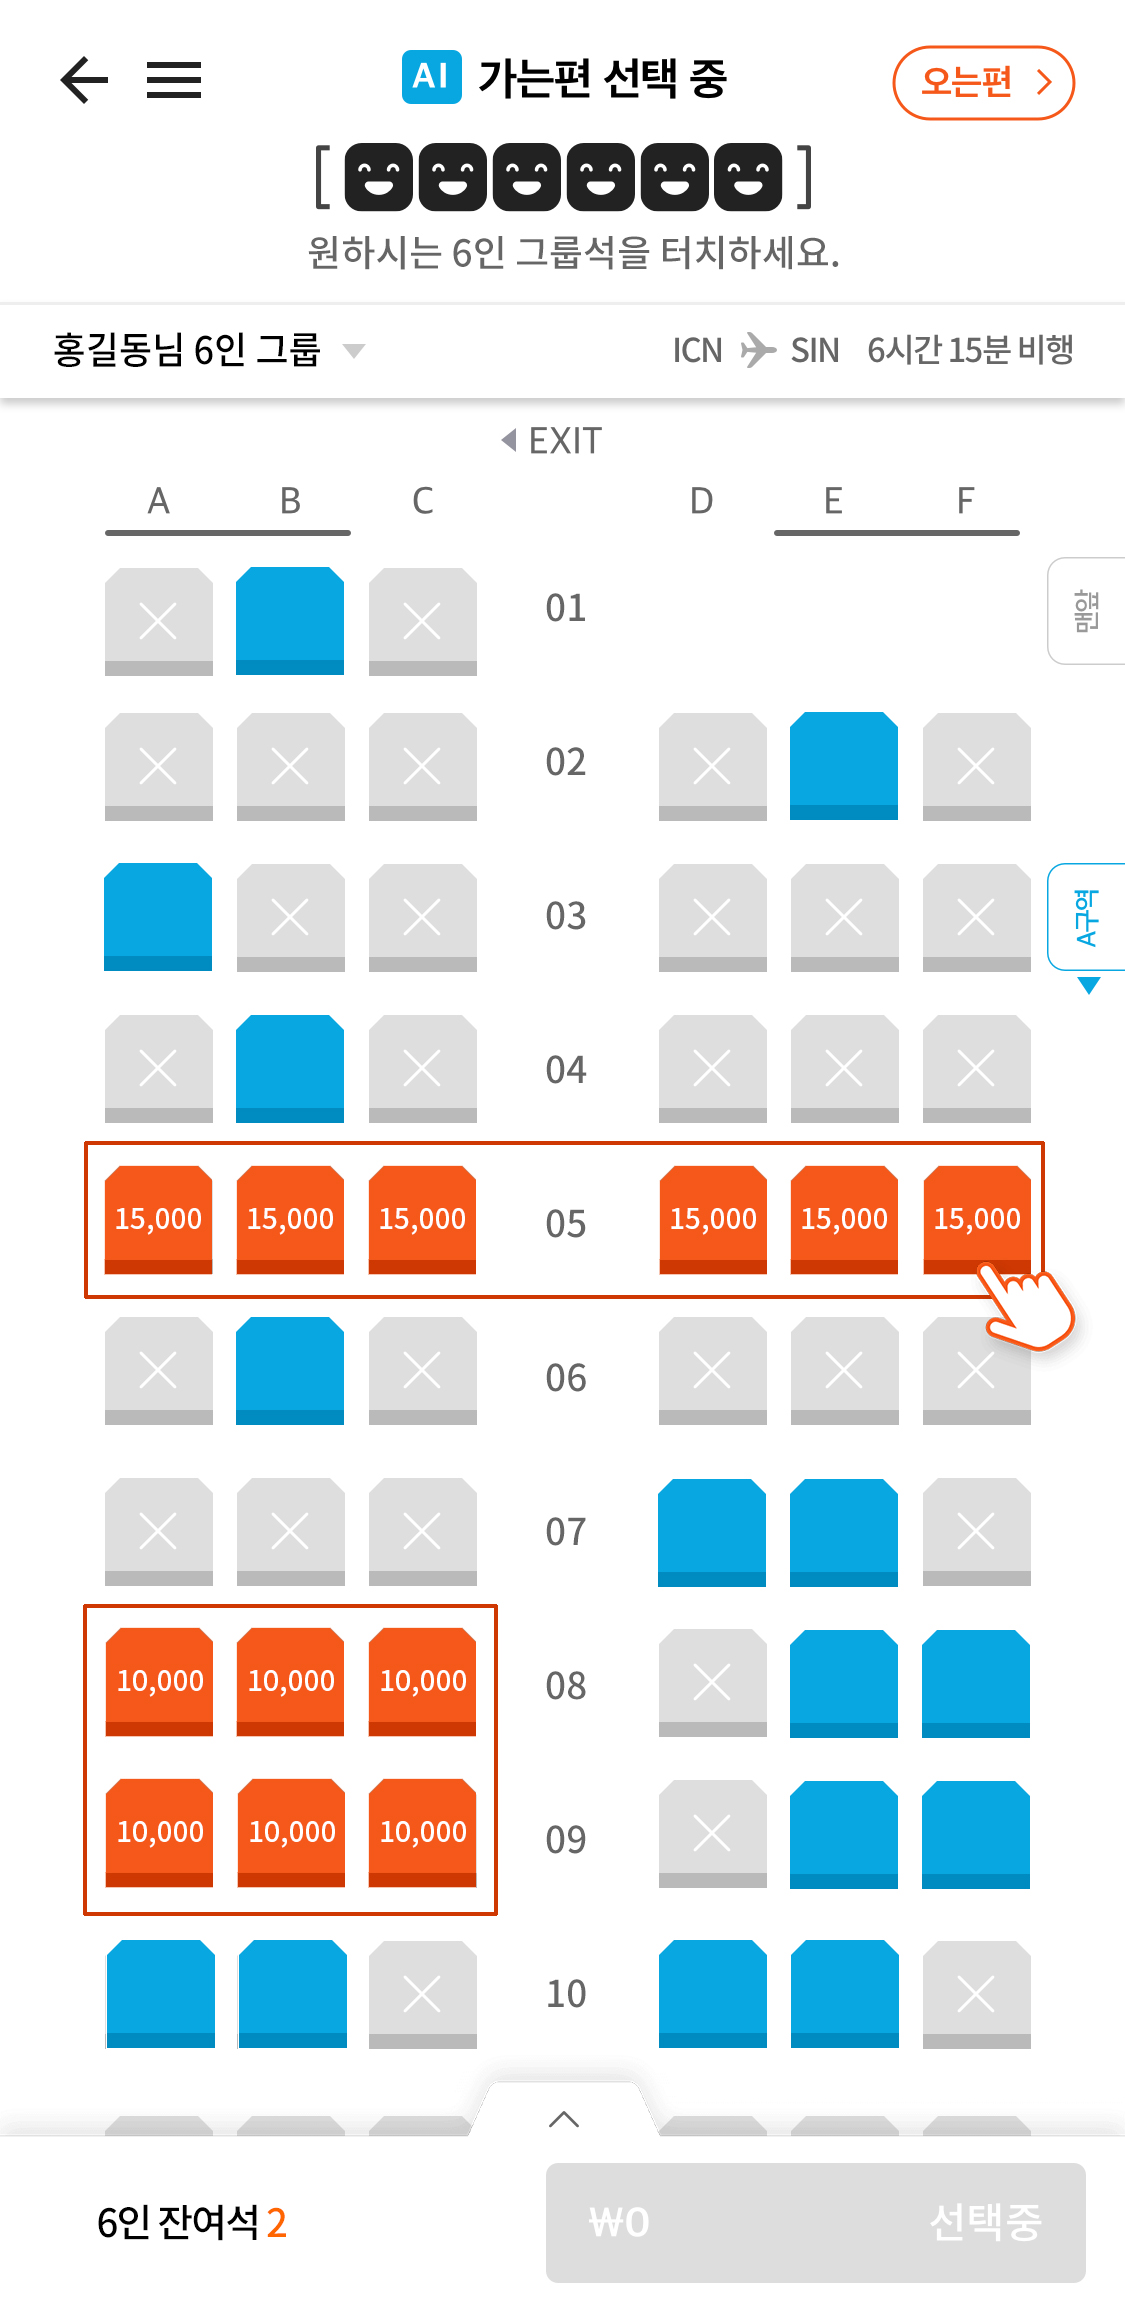 AI 가는편 선택 중
오는편
원하시는 6인 그룹석을 터치하세요.
홍길동님 6인 그룹
ICN SIN 6시간 15분 비행
EXIT
A B C D E F
01
맨앞
02
03
A구역
04
15,000 15,000 15,000 05 15,000 15,000 15,000
06
07
10,000 10,000 10,000 08
10,000 10,000 10,000 09
10
6인 잔여석 2
₩0 선택중